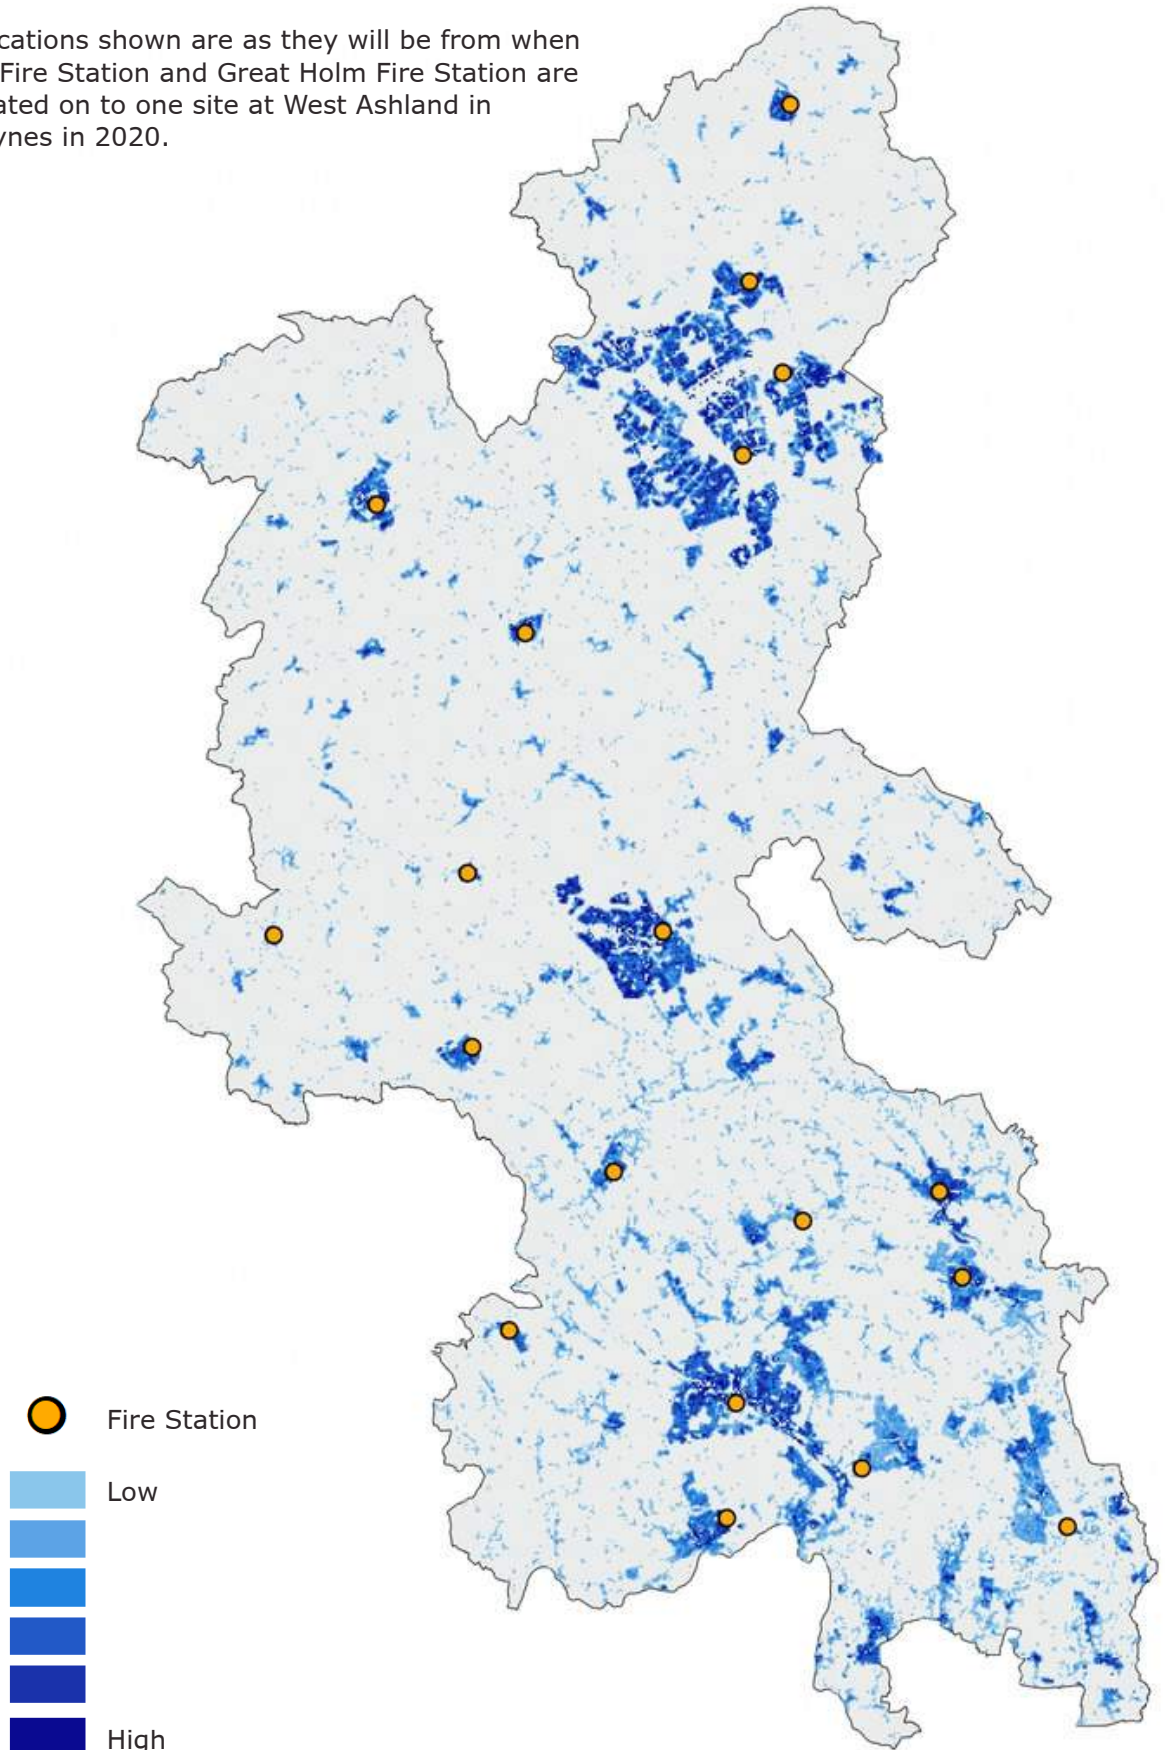 cations shown are as they will be from when
Fire Station and Great Holm Fire Station are
ated on to one site at West Ashland in
ynes in 2020.
Fire Station
Low
High